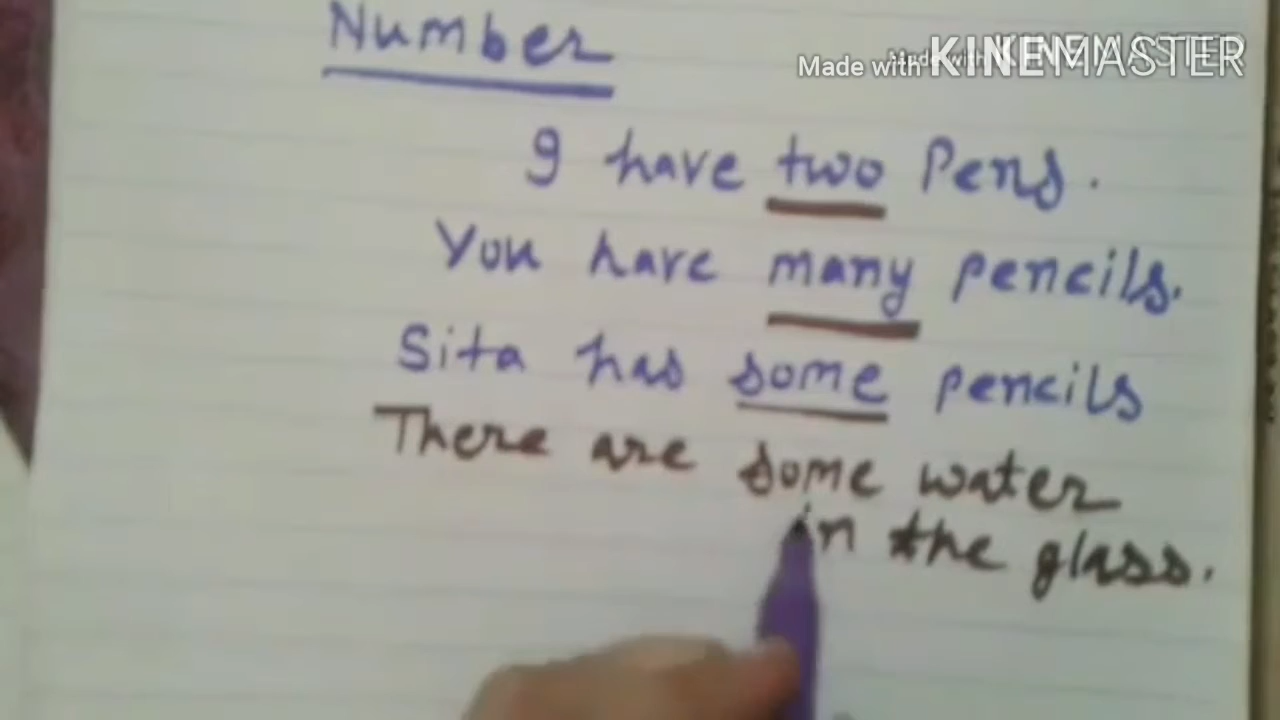 Number
Made with KINEMASTER
I have two Pens.
You have many pencils.
Sita has some pencils
There are some water
in the glass.